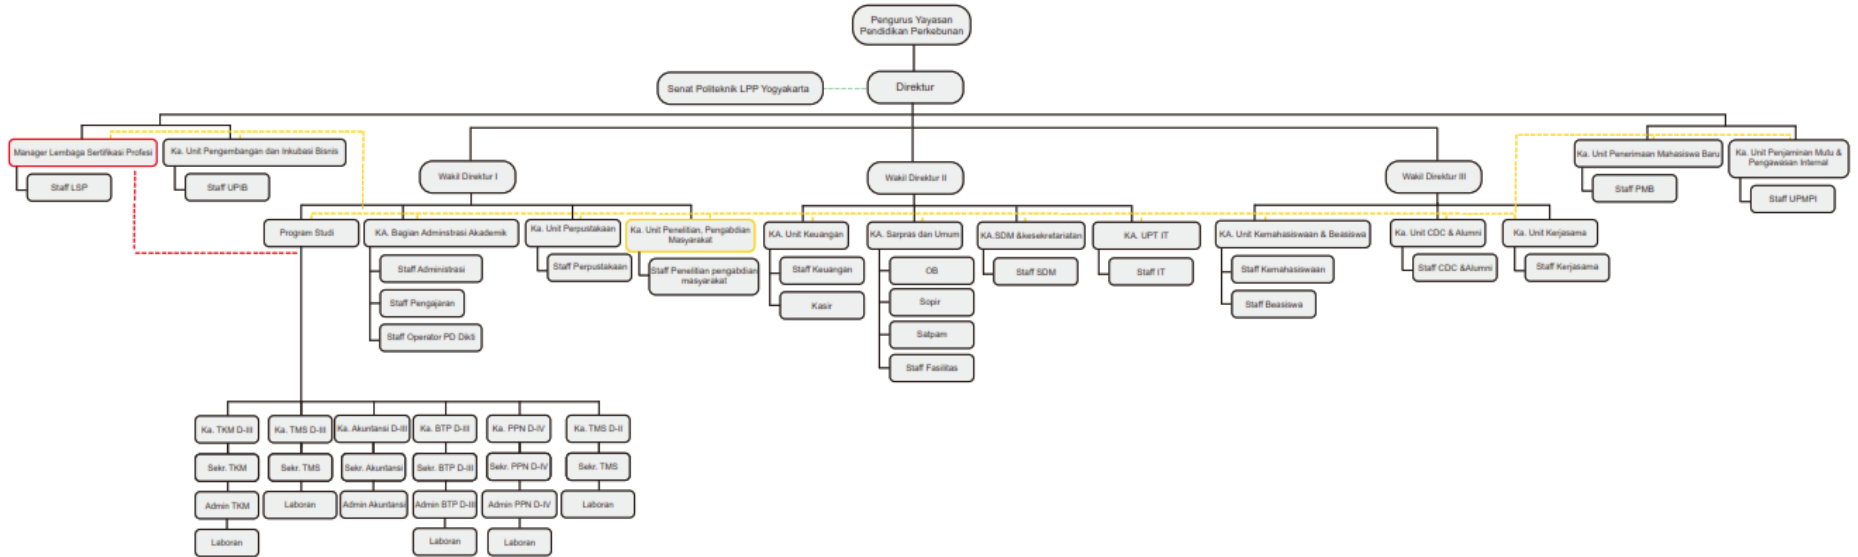 Pengurus Yayasan
Pendidikan Perkebunan
Senat Politeknik LPP Yogyakarta
Direktur
Manager Lembaga Sertifikasi Profesi
Staff LSP
Ka. Unit Pengembangan dan Inkubasi Bisnis
Staff UPIB
Wakil Direktur I
Wakil Direktur II
Wakil Direktur III
Ka. Unit Penerimaan Mahasiswa Baru
Staff PMB
Ka. Unit Penjaminan Mutu &
Pengawasan Internal
Staff UPMPI
Program Studi
KA. Bagian Adminstrasi Akademik
Staff Administrasi
Staff Pengajaran
Staff Operator PD Dikti
Ka. Unit Perpustakaan
Staff Perpustakaan
Ka. Unit Penelitian, Pengabdian
Masyarakat
Staff Penelitian pengabdian
masyarakat
KA. Unit Keuangan
Staff Keuangan
Kasir
KA. Sarpras dan Umum
OB
Sopir
Satpam
Staff Fasilitas
KA.SDM &kesekretariatan
Staff SDM
KA. UPT IT
Staff IT
KA. Unit Kemahasiswaan & Beasiswa
Staff Kemahasiswaan
Staff Beasiswa
Ka. Unit CDC & Alumni
Staff CDC &Alumni
Ka. Unit Kerjasama
Staff Kerjasama
Ka. TKM D-III
Sekr. TKM
Admin TKM
Laboran
Ka. TMS D-III
Sekr. TMS
Laboran
Ka. Akuntansi D-III
Sekr. Akuntansi
Admin Akuntansi
Ka. BTP D-III
Sekr. BTP D-III
Admin BTP D-III
Laboran
Ka. PPN D-IV
Sekr. PPN D-IV
Admin PPN D-IV
Laboran
Ka. TMS D-II
Sekr. TMS
Laboran